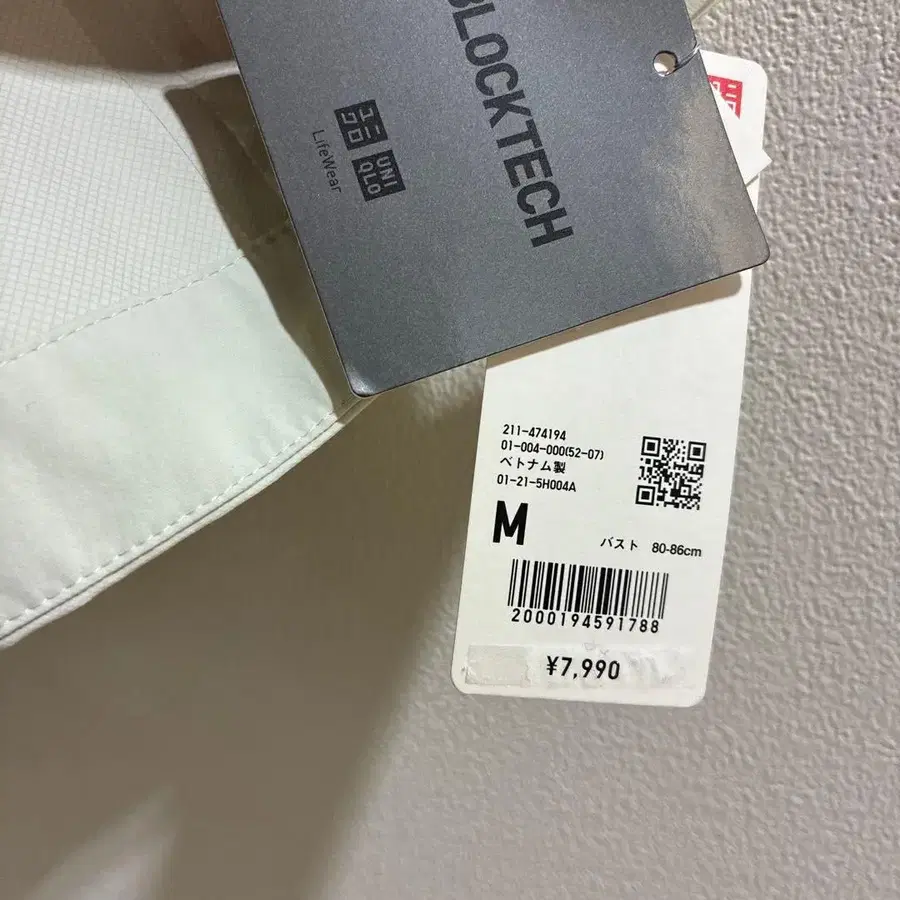 BLOCKTECH
ユニ
クロ
UNI
QLO
LifeWear
211-474194
01-004-000(52-07)
ベトナム製
01-21-5H004A
M
バスト 80-86cm
2000194591788
¥7,990